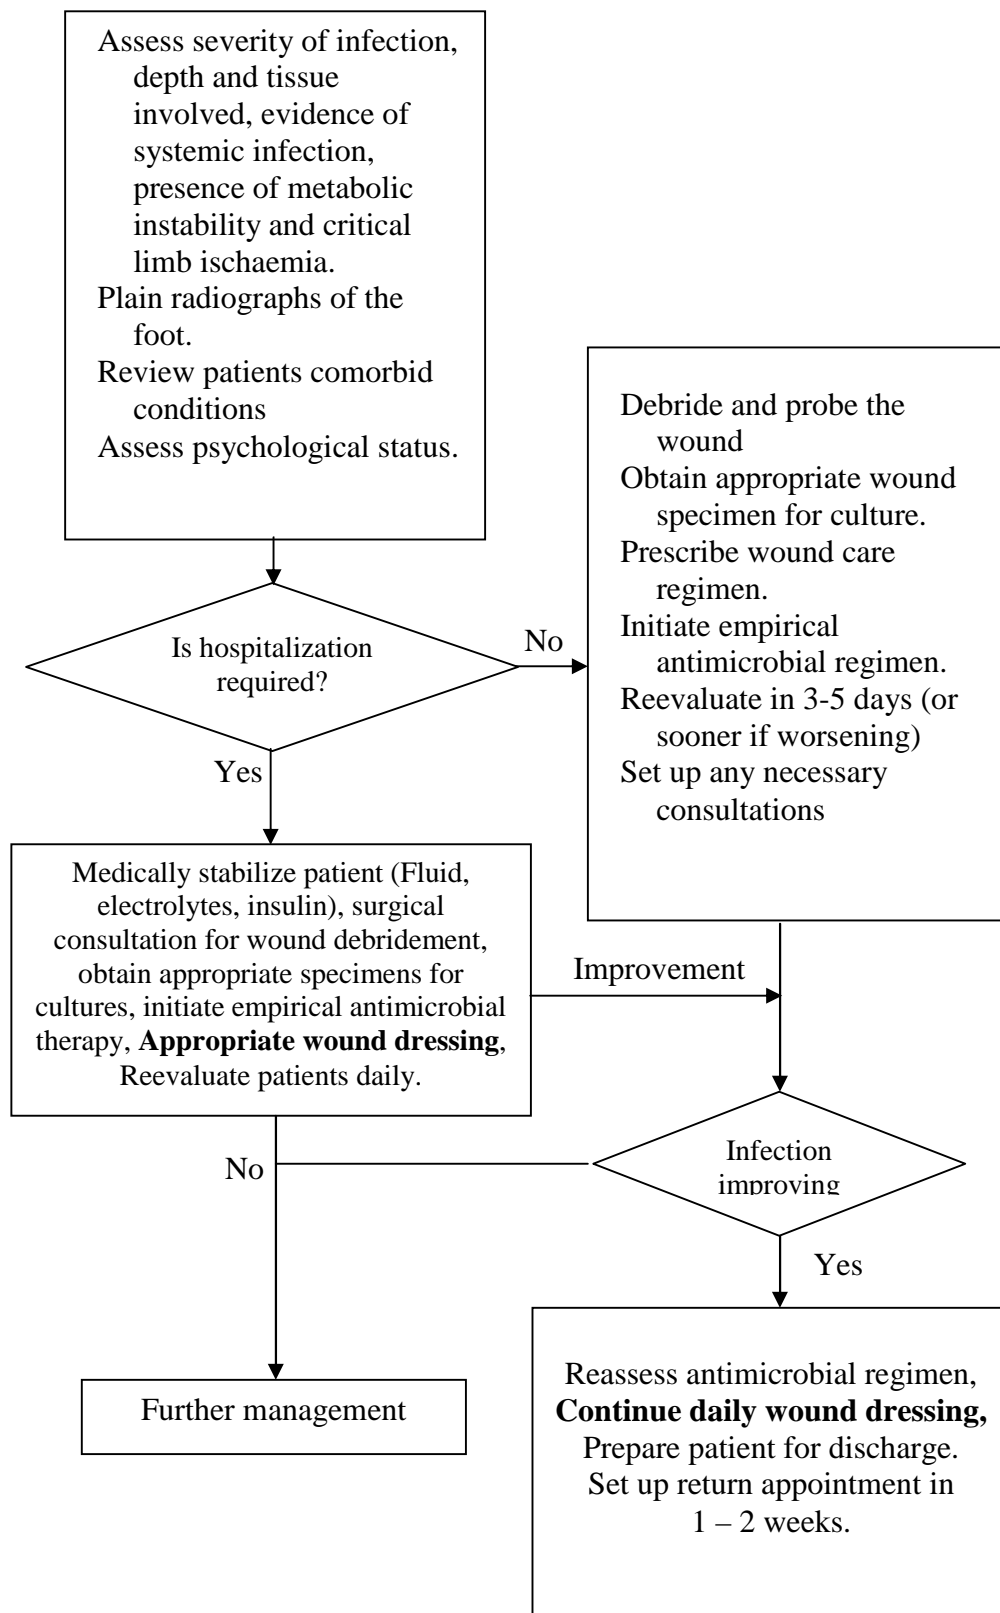 Assess severity of infection,
depth and tissue
involved, evidence of
systemic infection,
presence of metabolic
instability and critical
limb ischaemia.
Plain radiographs of the
foot.
Review patients comorbid
conditions
Assess psychological status.
Is hospitalization
required?
No
Debride and probe the
wound
Obtain appropriate wound
specimen for culture.
Prescribe wound care
regimen.
Initiate empirical
antimicrobial regimen.
Reevaluate in 3-5 days (or
sooner if worsening)
Set up any necessary
consultations
Yes
Medically stabilize patient (Fluid,
electrolytes, insulin), surgical
consultation for wound debridement,
obtain appropriate specimens for
cultures, initiate empirical antimicrobial
therapy, Appropriate wound dressing,
Reevaluate patients daily.
Improvement
Infection
improving
No
Yes
Further management
Reassess antimicrobial regimen,
Continue daily wound dressing,
Prepare patient for discharge.
Set up return appointment in
1 – 2 weeks.